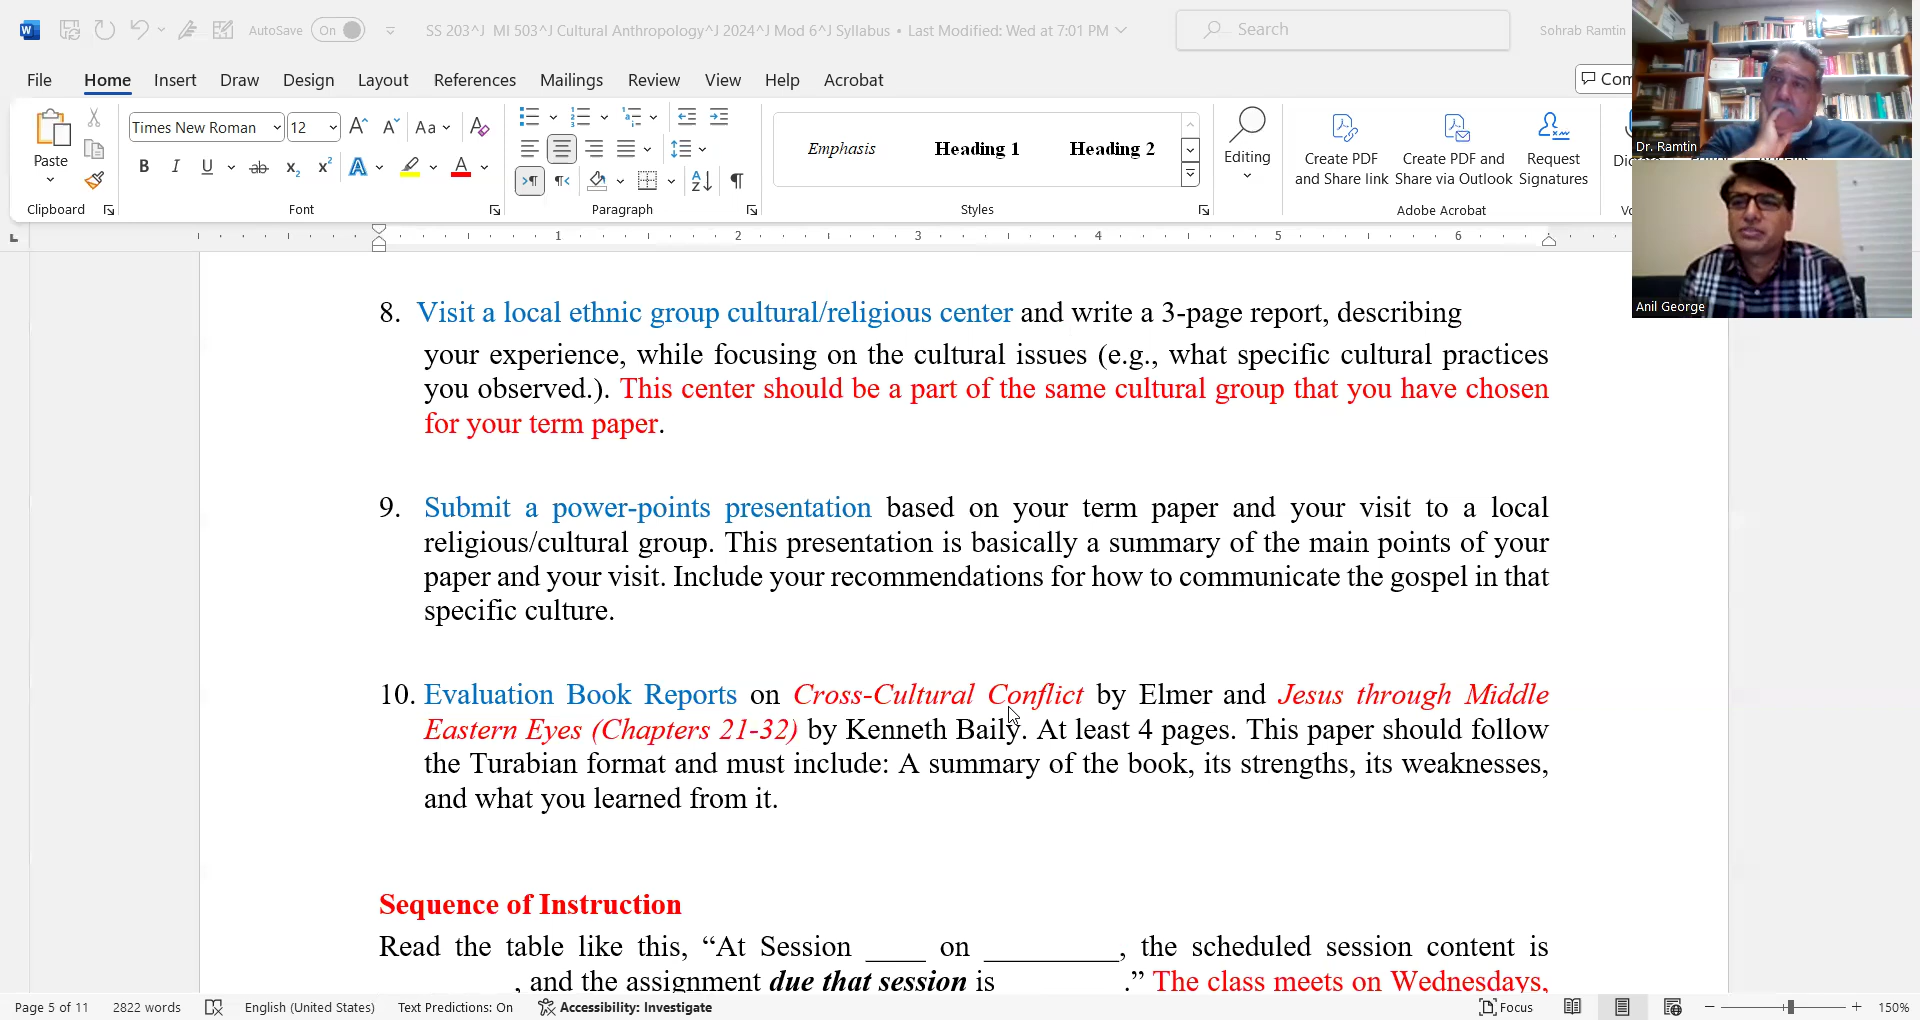 AutoSave On SS 203^J MI 503^J Cultural Anthropology^J 2024^J Mod 6^J Syllabus • Last Modified: Wed at 7:01 PM Search Sohrab Ramtin
File Home Insert Draw Design Layout References Mailings Review View Help Acrobat Com
Paste
Times New Roman 12
Emphasis Heading 1 Heading 2
Editing
Create PDF and Share link
Create PDF and Share via Outlook
Request Signatures
Clipboard Font Paragraph Styles Adobe Acrobat Vo
Dr. Ramtin
Anil George
1 2 3 4 5 6
8. Visit a local ethnic group cultural/religious center and write a 3-page report, describing
your experience, while focusing on the cultural issues (e.g., what specific cultural practices
you observed.). This center should be a part of the same cultural group that you have chosen
for your term paper.
9. Submit a power-points presentation based on your term paper and your visit to a local
religious/cultural group. This presentation is basically a summary of the main points of your
paper and your visit. Include your recommendations for how to communicate the gospel in that
specific culture.
10. Evaluation Book Reports on Cross-Cultural Conflict by Elmer and Jesus through Middle
Eastern Eyes (Chapters 21-32) by Kenneth Baily. At least 4 pages. This paper should follow
the Turabian format and must include: A summary of the book, its strengths, its weaknesses,
and what you learned from it.
Sequence of Instruction
Read the table like this, “At Session ____ on _________, the scheduled session content is
_________, and the assignment due that session is ________.” The class meets on Wednesdays,
Page 5 of 11 2822 words English (United States) Text Predictions: On Accessibility: Investigate Focus 150%